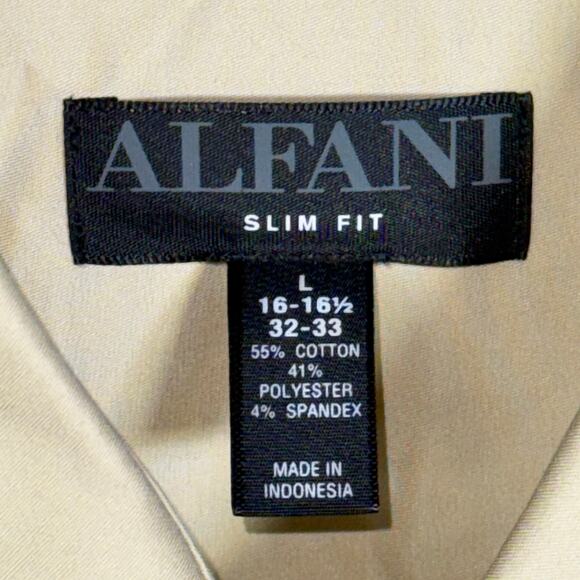 ALFANI
SLIM FIT
L
16-16½
32-33
55% COTTON
41%
POLYESTER
4% SPANDEX
MADE IN
INDONESIA